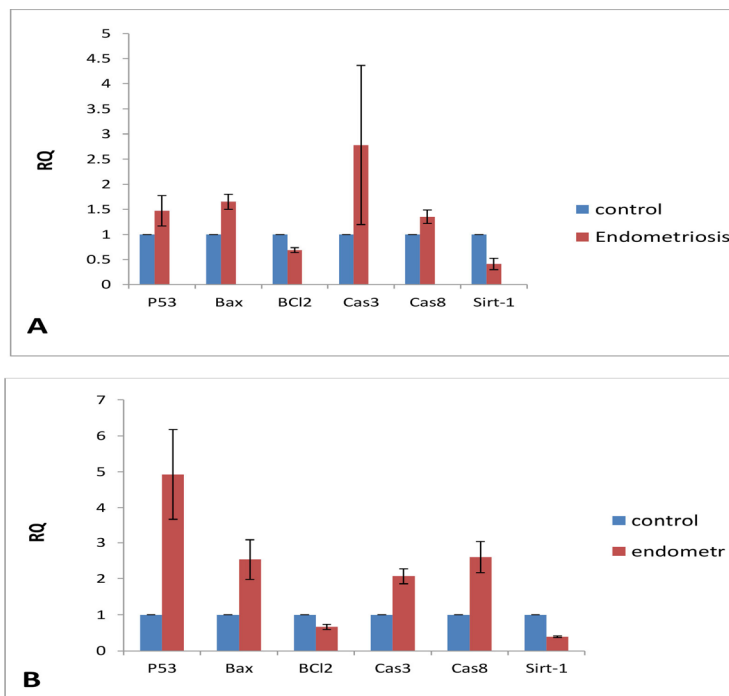 5
4.5
4
3.5
3
2.5
2
1.5
1
0.5
0
RQ
P53 Bax BCl2 Cas3 Cas8 Sirt-1
control
Endometriosis
A
7
6
5
4
3
2
1
0
RQ
P53 Bax BCl2 Cas3 Cas8 Sirt-1
control
endometr
B